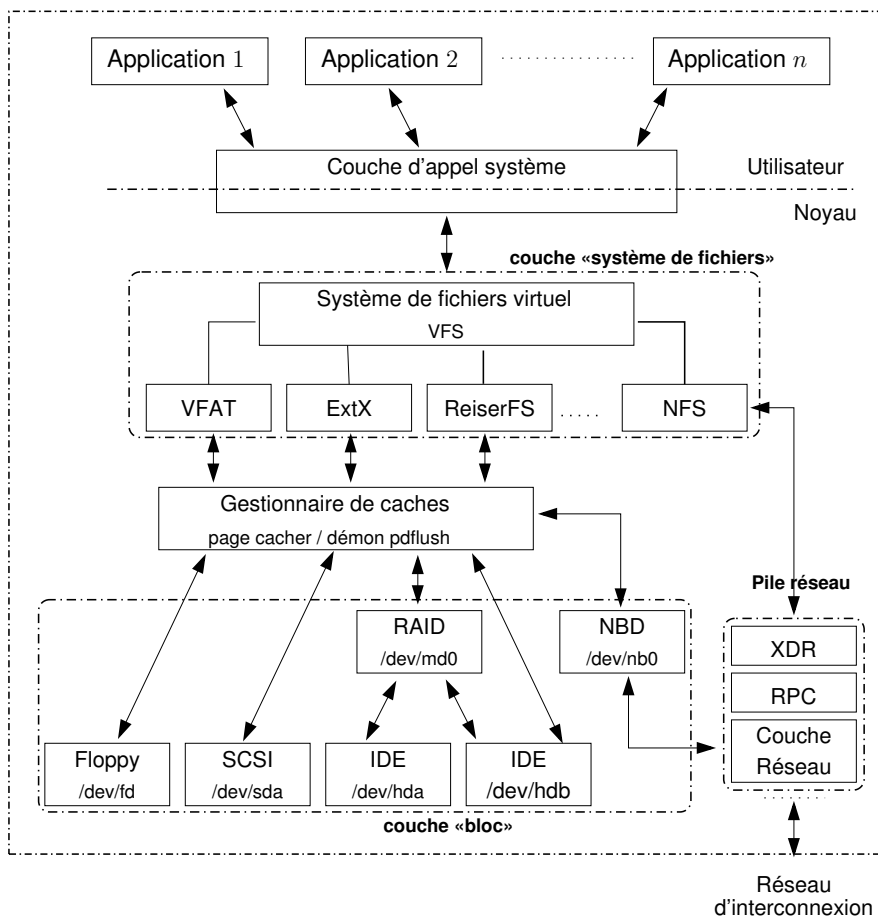 Application 1
Application 2
Application n
Couche d'appel système
Utilisateur
Noyau
couche «système de fichiers»
Système de fichiers virtuel
VFS
VFAT
ExtX
ReiserFS
NFS
Gestionnaire de caches
page cacher / démon pdflush
Pile réseau
RAID
/dev/md0
NBD
/dev/nb0
XDR
RPC
Couche
Réseau
Floppy
/dev/fd
SCSI
/dev/sda
IDE
/dev/hda
IDE
/dev/hdb
couche «bloc»
Réseau
d'interconnexion